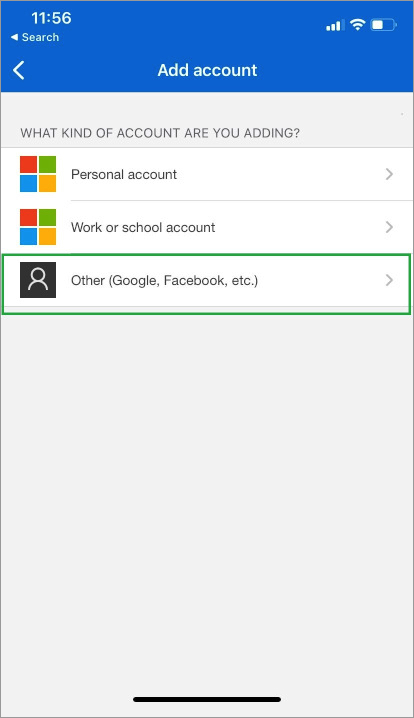 11:56
Search
Add account
WHAT KIND OF ACCOUNT ARE YOU ADDING?
Personal account
Work or school account
Other (Google, Facebook, etc.)